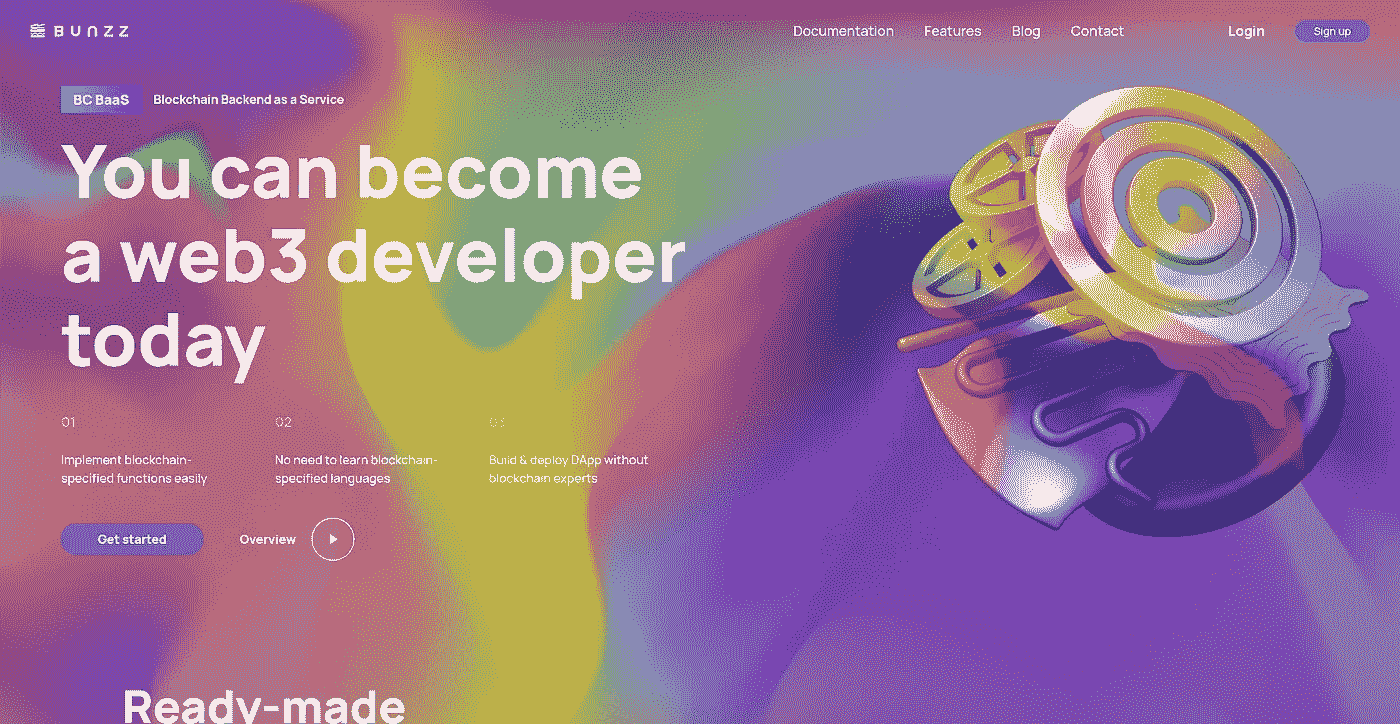 BUNZZ
Documentation
Features
Blog
Contact
Login
Sign up
BC BaaS
Blockchain Backend as a Service
You can become
a web3 developer
today
01
Implement blockchain-
specified functions easily
02
No need to learn blockchain-
specified languages
03
Build & deploy DApp without
blockchain experts
Get started
Overview
Ready-made